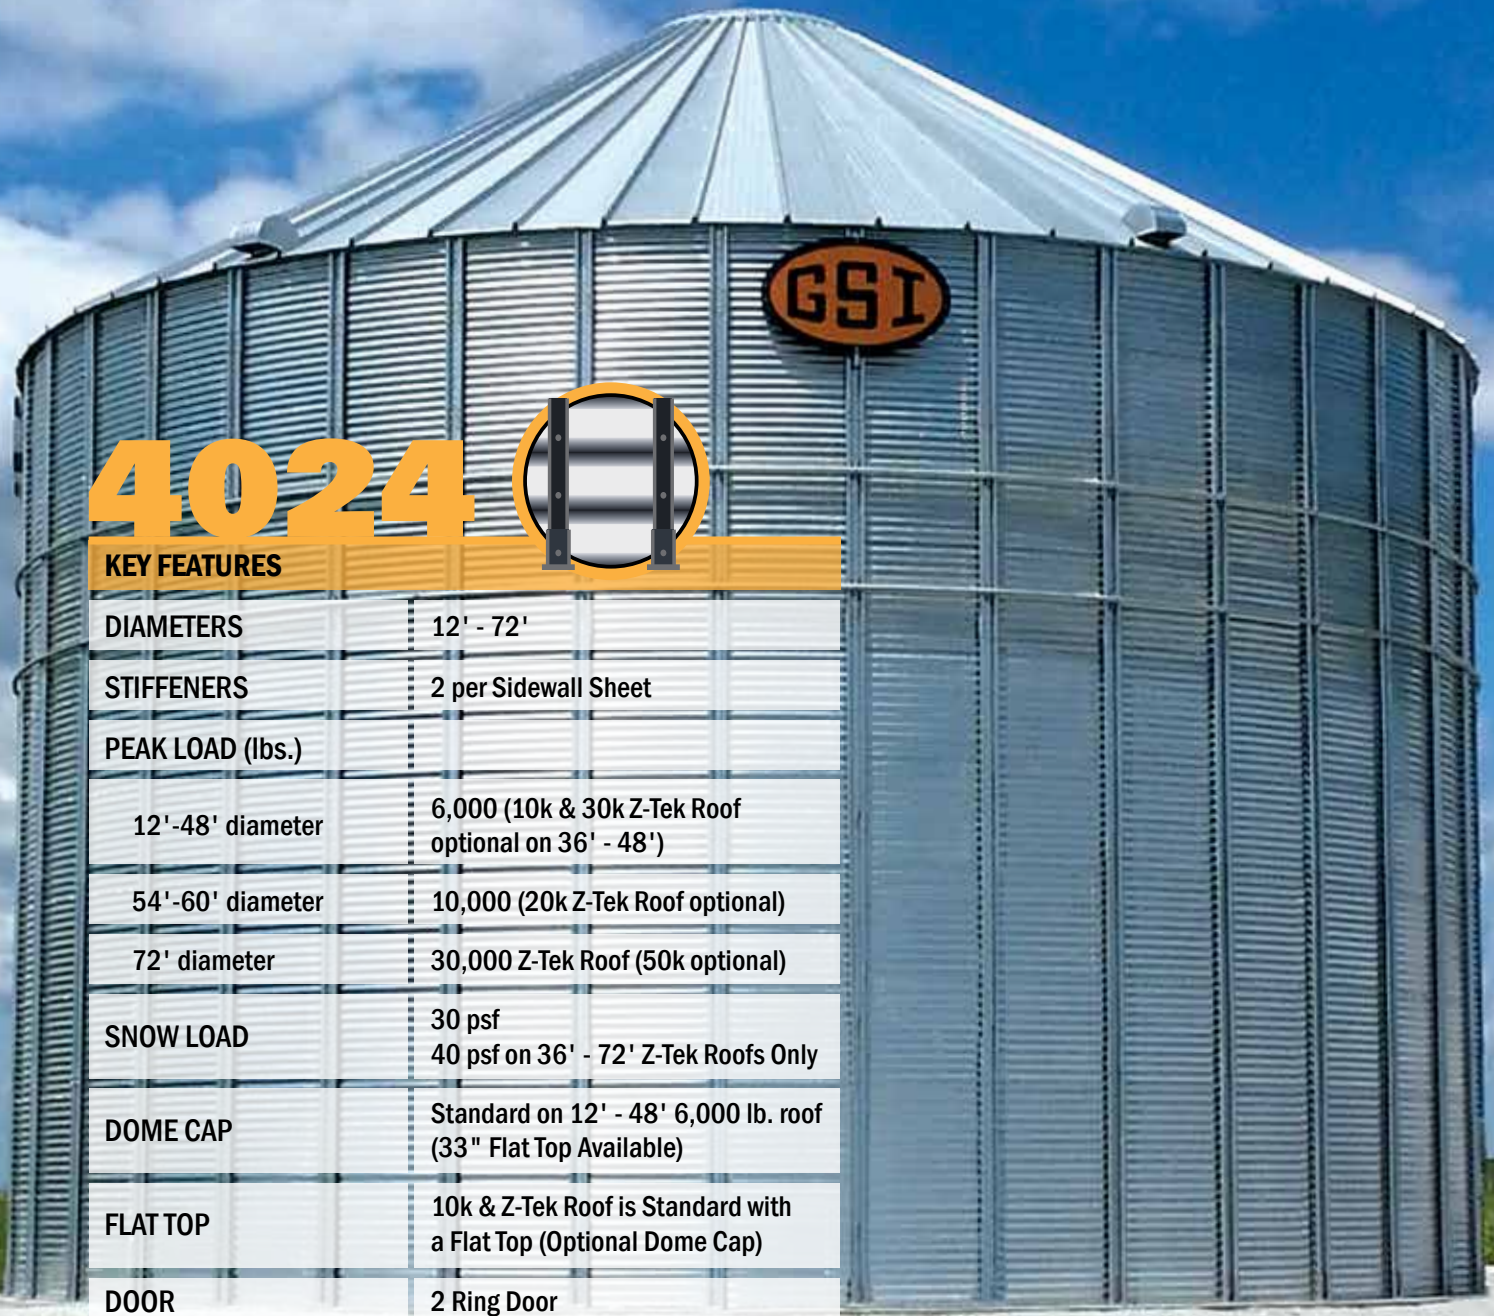 GSI
4024
KEY FEATURES
DIAMETERS
12' - 72'
STIFFENERS
2 per Sidewall Sheet
PEAK LOAD (lbs.)
12'-48' diameter
6,000 (10k & 30k Z-Tek Roof
optional on 36' - 48')
54'-60' diameter
10,000 (20k Z-Tek Roof optional)
72' diameter
30,000 Z-Tek Roof (50k optional)
SNOW LOAD
30 psf
40 psf on 36' - 72' Z-Tek Roofs Only
DOME CAP
Standard on 12' - 48' 6,000 lb. roof
(33" Flat Top Available)
FLAT TOP
10k & Z-Tek Roof is Standard with
a Flat Top (Optional Dome Cap)
DOOR
2 Ring Door